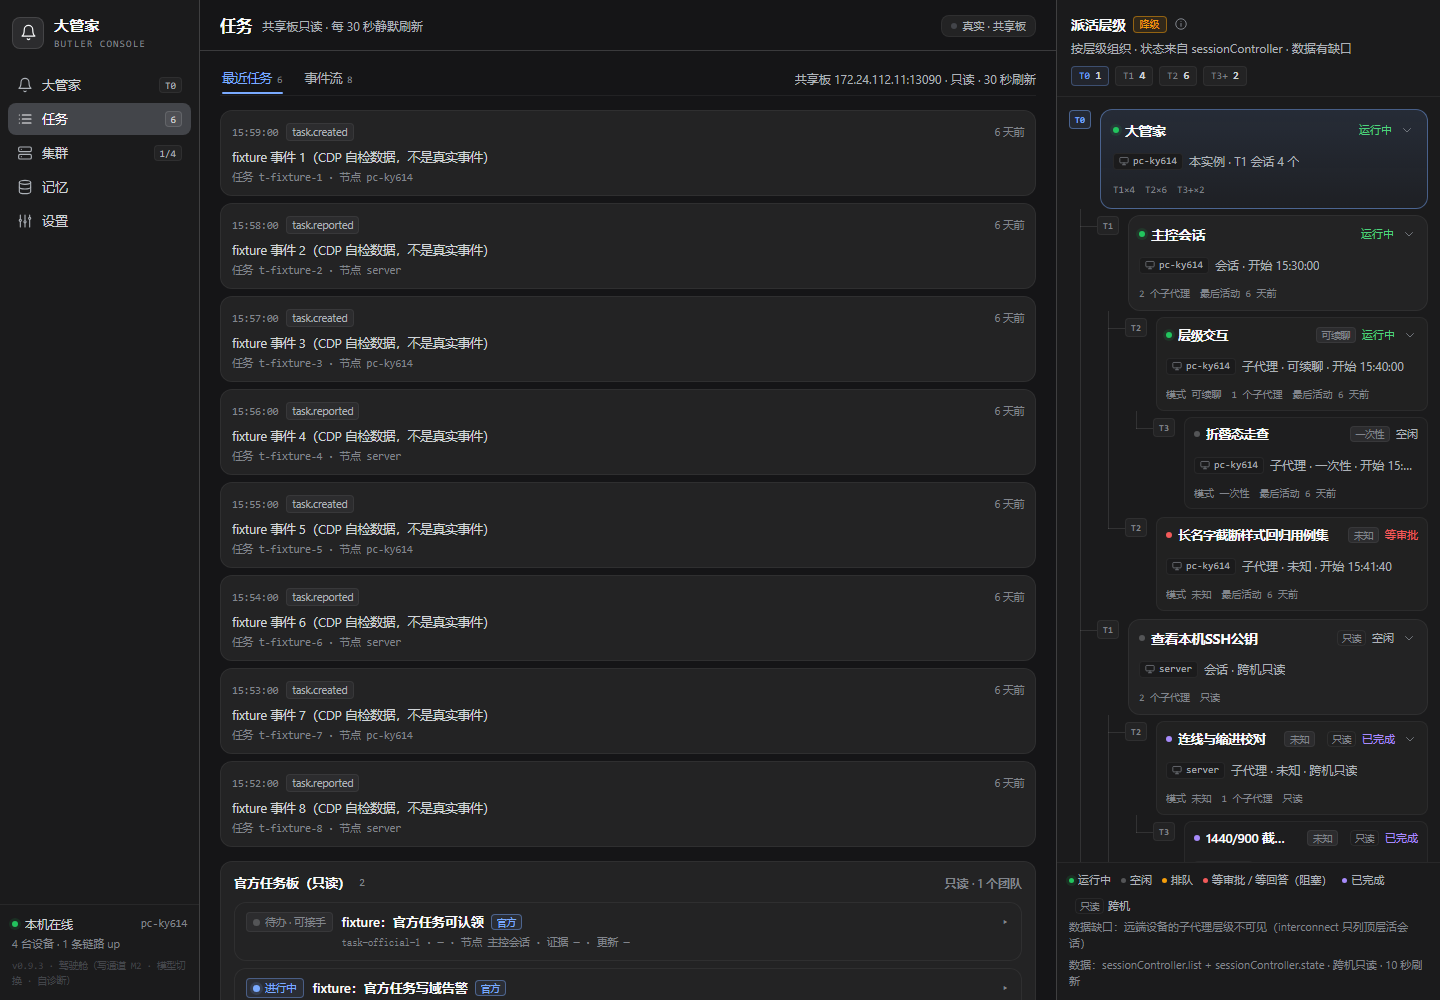 大管家
BUTLER CONSOLE
大管家 T0
任务 6
集群 1/4
记忆
设置
本机在线 pc-ky614
4 台设备 · 1 条链路 up
v0.9.3 · 驾驶舱（写通道 M2 · 模型切
换 · 自诊断）
任务 共享板只读 · 每 30 秒静默刷新 真实 · 共享板
最近任务 6 事件流 8 共享板 172.24.112.11:13090 · 只读 · 30 秒刷新
15:59:00 task.created 6 天前
fixture 事件 1（CDP 自检数据，不是真实事件）
任务 t-fixture-1 · 节点 pc-ky614
15:58:00 task.reported 6 天前
fixture 事件 2（CDP 自检数据，不是真实事件）
任务 t-fixture-2 · 节点 server
15:57:00 task.created 6 天前
fixture 事件 3（CDP 自检数据，不是真实事件）
任务 t-fixture-3 · 节点 pc-ky614
15:56:00 task.reported 6 天前
fixture 事件 4（CDP 自检数据，不是真实事件）
任务 t-fixture-4 · 节点 server
15:55:00 task.created 6 天前
fixture 事件 5（CDP 自检数据，不是真实事件）
任务 t-fixture-5 · 节点 pc-ky614
15:54:00 task.reported 6 天前
fixture 事件 6（CDP 自检数据，不是真实事件）
任务 t-fixture-6 · 节点 server
15:53:00 task.created 6 天前
fixture 事件 7（CDP 自检数据，不是真实事件）
任务 t-fixture-7 · 节点 pc-ky614
15:52:00 task.reported 6 天前
fixture 事件 8（CDP 自检数据，不是真实事件）
任务 t-fixture-8 · 节点 server
官方任务板（只读） 2 只读 · 1 个团队
待办 · 可接手 fixture：官方任务可认领 官方
task-official-1 · — · 节点 主控会话 · 证据 — · 更新 —
进行中 fixture：官方任务写域告警 官方
派活层级 降级
按层级组织 · 状态来自 sessionController · 数据有缺口
T0 1 T1 4 T2 6 T3+ 2
T0 大管家 运行中
pc-ky614 本实例 · T1 会话 4 个
T1×4 T2×6 T3+×2
T1 主控会话 运行中
pc-ky614 会话 · 开始 15:30:00
2 个子代理 最后活动 6 天前
T2 层级交互 可续聊 运行中
pc-ky614 子代理 · 可续聊 · 开始 15:40:00
模式 可续聊 1 个子代理 最后活动 6 天前
T3 折叠态走查 一次性 空闲
pc-ky614 子代理 · 一次性 · 开始 15:...
模式 一次性 最后活动 6 天前
T2 长名字截断样式回归用例集 未知 等审批
pc-ky614 子代理 · 未知 · 开始 15:41:40
模式 未知 最后活动 6 天前
T1 查看本机SSH公钥 只读 空闲
server 会话 · 跨机只读
2 个子代理 只读
T2 连线与缩进校对 未知 只读 已完成
server 子代理 · 未知 · 跨机只读
模式 未知 1 个子代理 只读
T3 1440/900 截... 未知 只读 已完成
运行中 空闲 排队 等审批 / 等回答（阻塞） 已完成
只读 跨机
数据缺口：远端设备的子代理层级不可见（interconnect 只列顶层活会
话）
数据：sessionController.list + sessionController.state · 跨机只读 · 10 秒刷
新